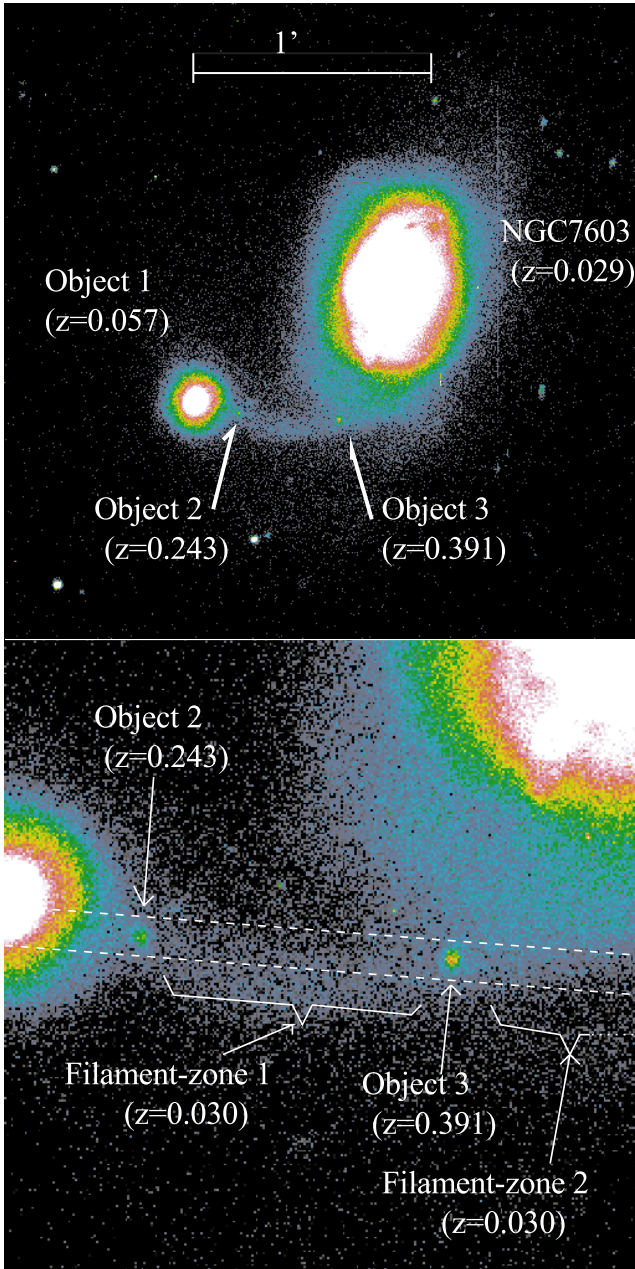 1’
NGC7603
(z=0.029)
Object 1
(z=0.057)
Object 2
(z=0.243)
Object 3
(z=0.391)
Object 2
(z=0.243)
Filament-zone 1
(z=0.030)
Object 3
(z=0.391)
Filament-zone 2
(z=0.030)